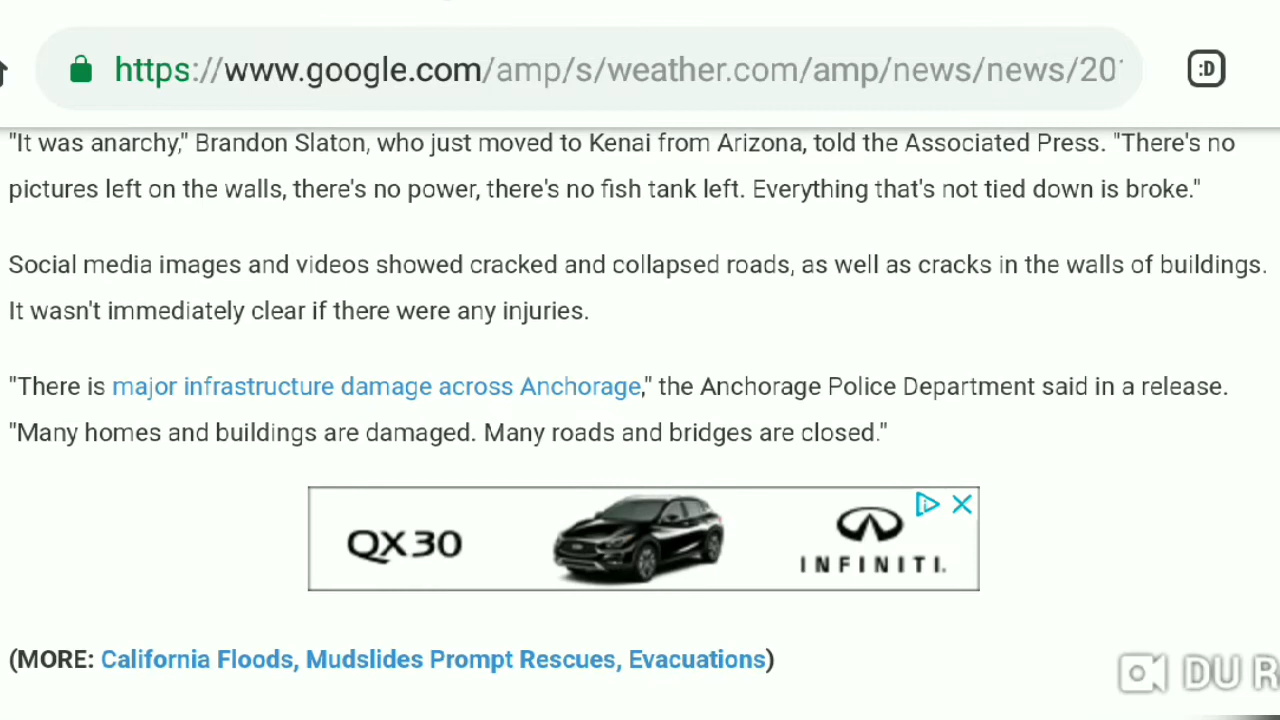 https://www.google.com/amp/s/weather.com/amp/news/news/20
:D
"It was anarchy," Brandon Slaton, who just moved to Kenai from Arizona, told the Associated Press. "There's no
pictures left on the walls, there's no power, there's no fish tank left. Everything that's not tied down is broke."
Social media images and videos showed cracked and collapsed roads, as well as cracks in the walls of buildings.
It wasn't immediately clear if there were any injuries.
"There is major infrastructure damage across Anchorage," the Anchorage Police Department said in a release.
"Many homes and buildings are damaged. Many roads and bridges are closed."
QX30
INFINITI.
(MORE: California Floods, Mudslides Prompt Rescues, Evacuations)
DU R